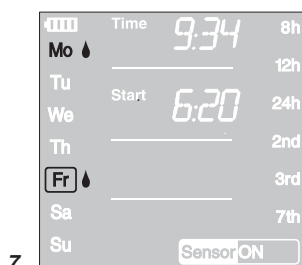 Time 9:34 8h
Mo
12h
Tu
Start 6:20 24h
We
Th 2nd
Fr 3rd
Sa 7th
Su Sensor ON
7.